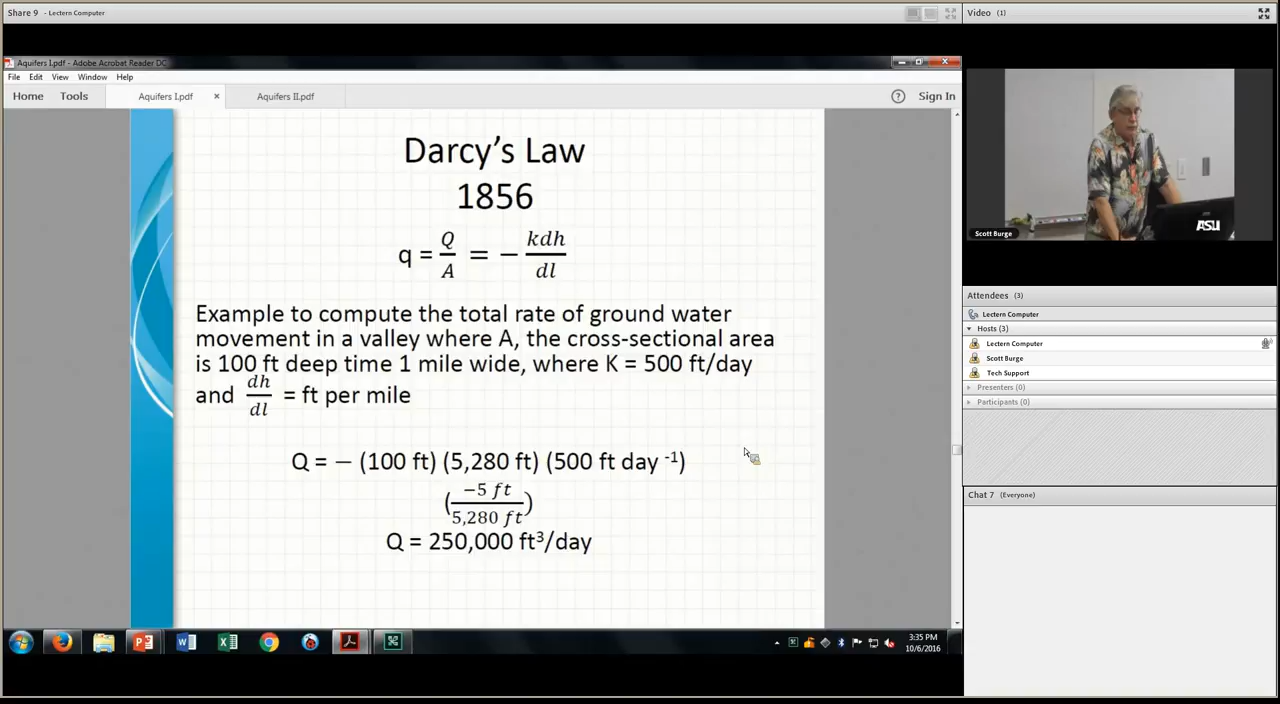 Share 9 - Lectern Computer
Video (1)
Aquifers I.pdf - Adobe Acrobat Reader DC
File Edit View Window Help
Home Tools Aquifers I.pdf × Aquifers II.pdf ? Sign In
Darcy's Law
1856
q = Q/A = − kdh/dl
Example to compute the total rate of ground water
movement in a valley where A, the cross-sectional area
is 100 ft deep time 1 mile wide, where K = 500 ft/day
and dh/dl = ft per mile
Q = − (100 ft) (5,280 ft) (500 ft day -1)
(−5 ft/5,280 ft)
Q = 250,000 ft³/day
3:35 PM
10/6/2016
ASU
Scott Burge
Attendees (3)
Lectern Computer
Hosts (3)
Lectern Computer
Scott Burge
Tech Support
Presenters (0)
Participants (0)
Chat 7 (Everyone)